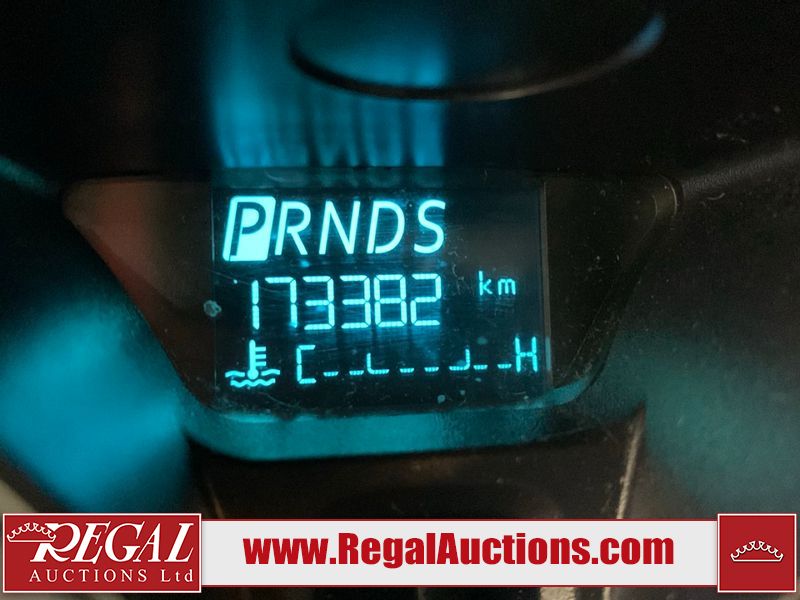 PRNDS
173382 km
C H
REGAL
AUCTIONS Ltd
www.RegalAuctions.com